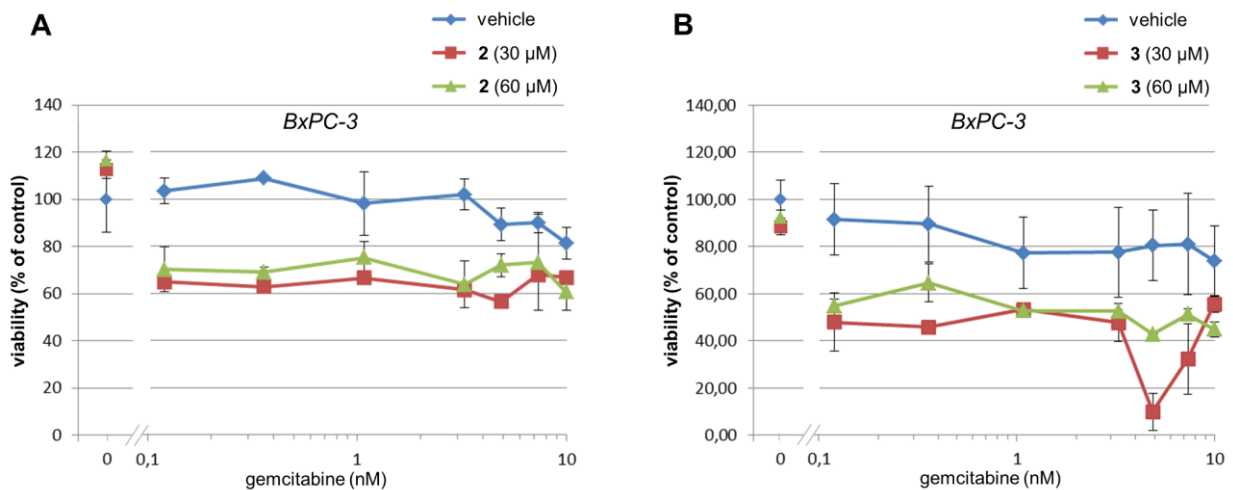 A
vehicle
2 (30 µM)
2 (60 µM)
BxPC-3
viability (% of control)
140
120
100
80
60
40
20
0
0
0,1
1
10
gemcitabine (nM)
B
vehicle
3 (30 µM)
3 (60 µM)
BxPC-3
viability (% of control)
140,00
120,00
100,00
80,00
60,00
40,00
20,00
0,00
0
0,1
1
10
gemcitabine (nM)